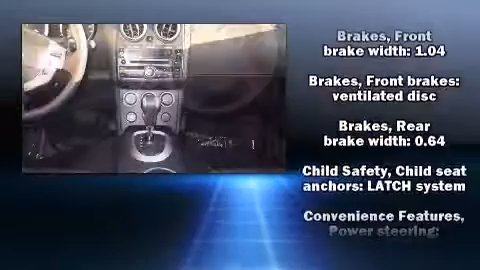 Brakes, Front
brake width: 1.04
Brakes, Front brakes:
ventilated disc
Brakes, Rear
brake width: 0.64
Child Safety, Child seat
anchors: LATCH system
Convenience Features,
Power steering: